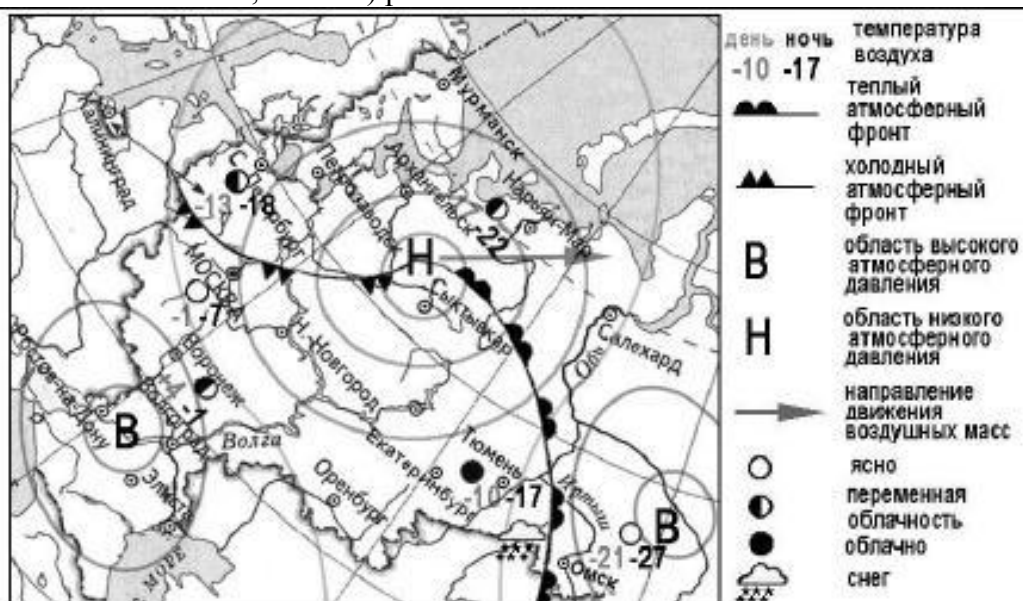 день ночь температура
-10 -17 воздуха
теплый
атмосферный
фронт
холодный
атмосферный
фронт
В область высокого
атмосферного
давления
Н область низкого
атмосферного
давления
направление
движения
воздушных масс
ясно
переменная
облачность
облачно
снег
Мурманск
Калининград
С.-Петербург
-13 -18
Петрозаводск
Архангельск
Нарьян-Мар
-22
Н
Москва
-1 -7
Сыктывкар
Салехард
Обь
Н. Новгород
Воронеж
Ростов-на-Дону
В
Волгоград
Волга
Элиста
Екатеринбург
Тюмень
-10 -17
Оренбург
Иртыш
В
-21 -27
Омск
море